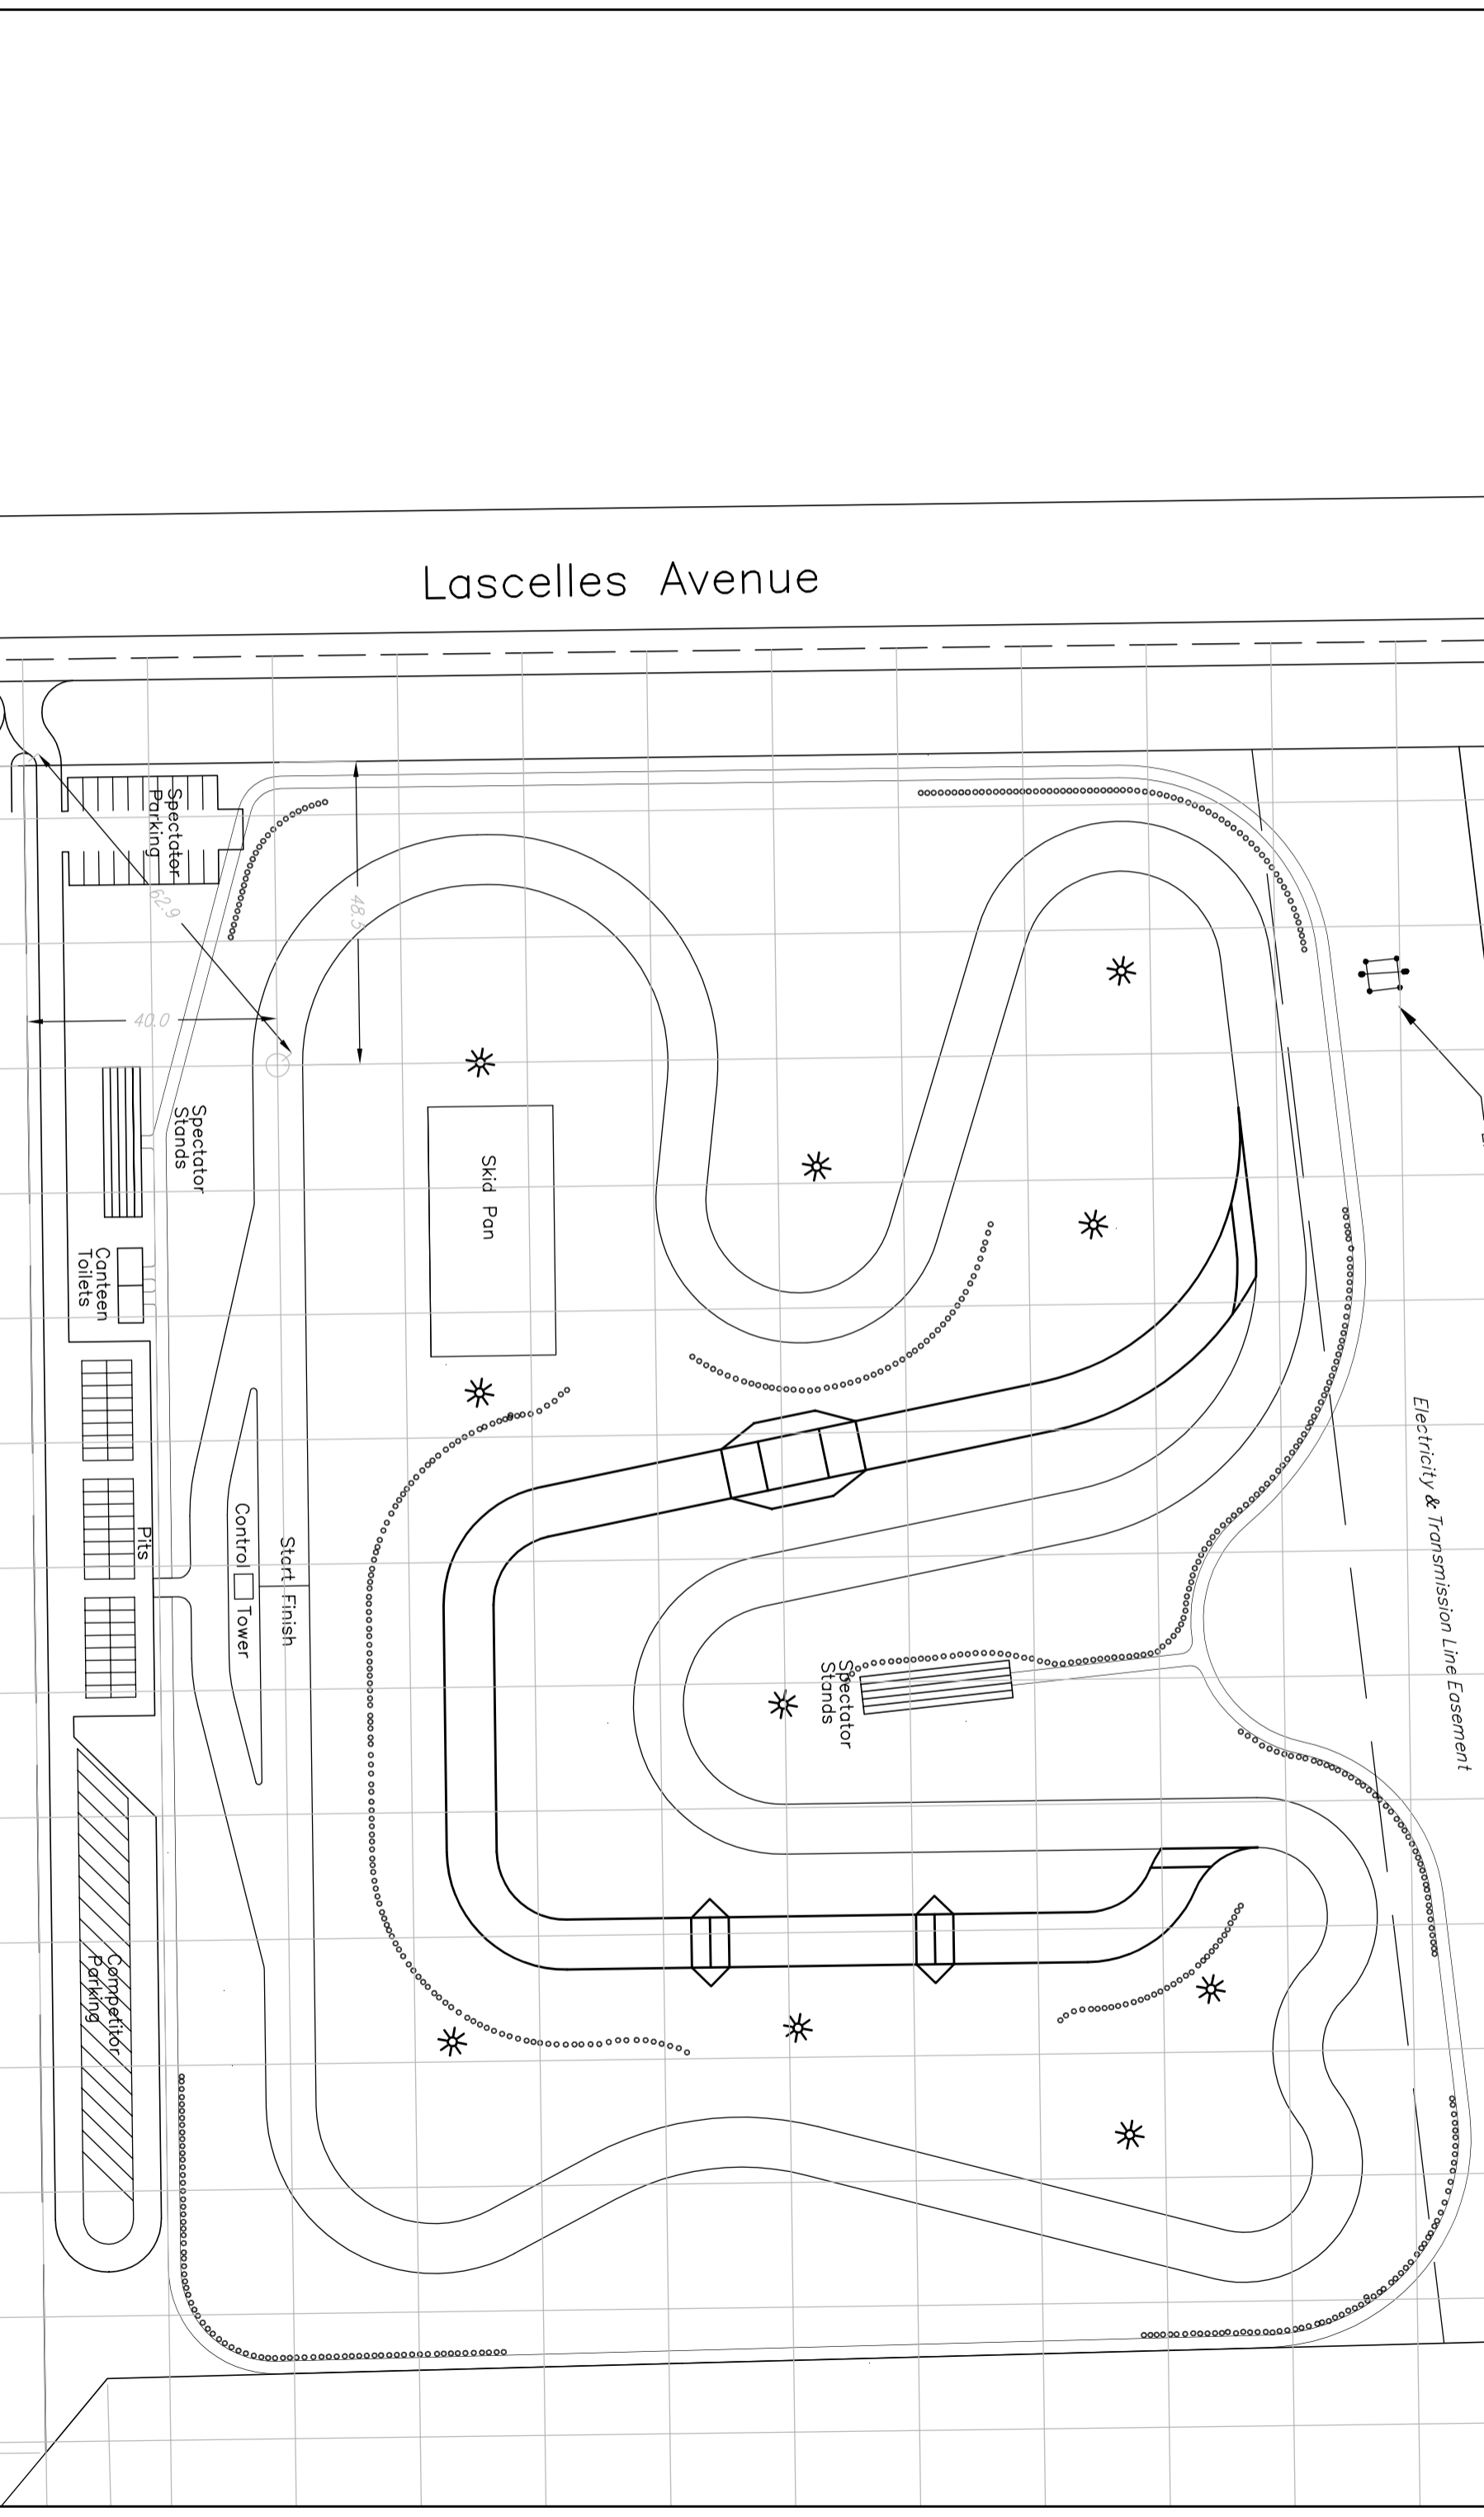 Lascelles Avenue
Spectator
Parking
62.9
48.5
40.0
Spectator
Stands
Skid Pan
Canteen
Toilets
Pits
Control
Tower
Start Finish
Spectator
Stands
Electricity & Transmission Line Easement
Competitor
Parking